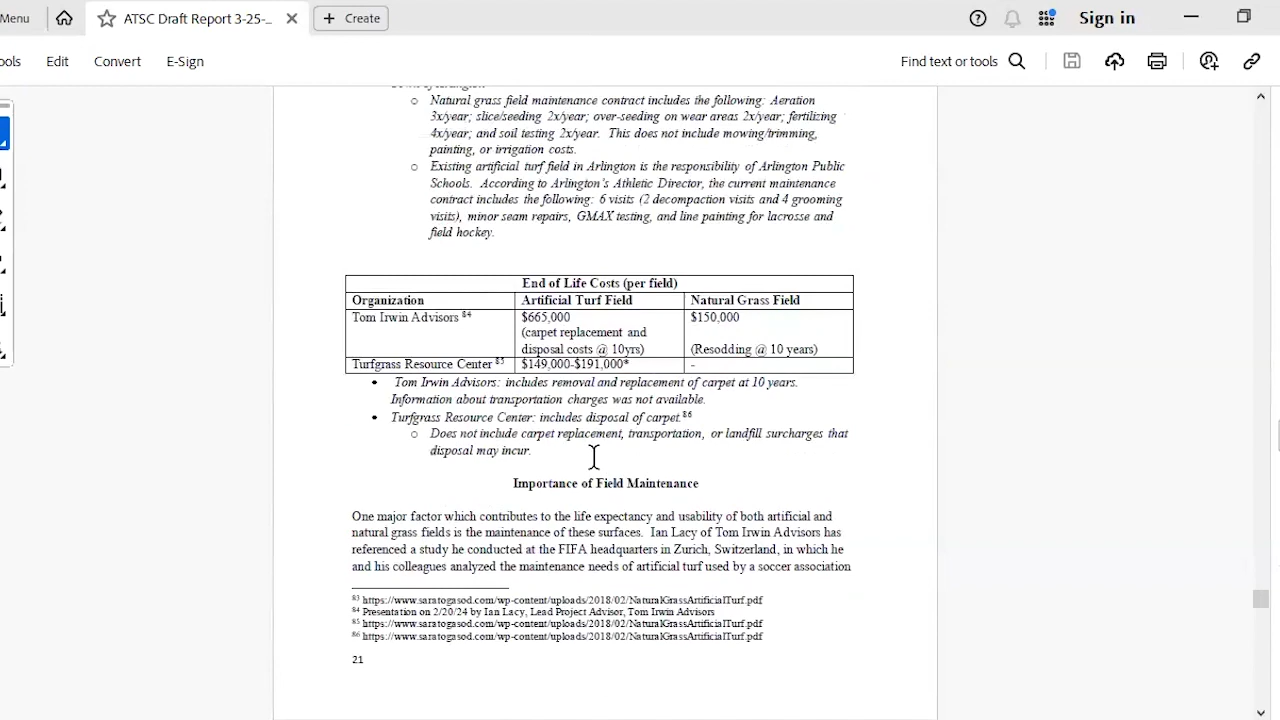 Menu
ATSC Draft Report 3-25-_...
Create
Sign in
ools
Edit
Convert
E-Sign
Find text or tools
o Natural grass field maintenance contract includes the following: Aeration
3x/year; slice/seeding 2x/year; over-seeding on wear areas 2x/year; fertilizing
4x/year; and soil testing 2x/year. This does not include mowing/trimming,
painting, or irrigation costs.
o Existing artificial turf field in Arlington is the responsibility of Arlington Public
Schools. According to Arlington's Athletic Director, the current maintenance
contract includes the following: 6 visits (2 decompaction visits and 4 grooming
visits), minor seam repairs, GMAX testing, and line painting for lacrosse and
field hockey.
End of Life Costs (per field)
Organization Artificial Turf Field Natural Grass Field
Tom Irwin Advisors 84 $665,000 $150,000
(carpet replacement and
disposal costs @ 10yrs) (Resodding @ 10 years)
Turfgrass Resource Center 85 $149,000-$191,000* -
• Tom Irwin Advisors: includes removal and replacement of carpet at 10 years.
Information about transportation charges was not available.
• Turfgrass Resource Center: includes disposal of carpet.86
o Does not include carpet replacement, transportation, or landfill surcharges that
disposal may incur.
Importance of Field Maintenance
One major factor which contributes to the life expectancy and usability of both artificial and
natural grass fields is the maintenance of these surfaces. Ian Lacy of Tom Irwin Advisors has
referenced a study he conducted at the FIFA headquarters in Zurich, Switzerland, in which he
and his colleagues analyzed the maintenance needs of artificial turf used by a soccer association
83 https://www.saratogasod.com/wp-content/uploads/2018/02/NaturalGrassArtificialTurf.pdf
84 Presentation on 2/20/24 by Ian Lacy, Lead Project Advisor, Tom Irwin Advisors
85 https://www.saratogasod.com/wp-content/uploads/2018/02/NaturalGrassArtificialTurf.pdf
86 https://www.saratogasod.com/wp-content/uploads/2018/02/NaturalGrassArtificialTurf.pdf
21